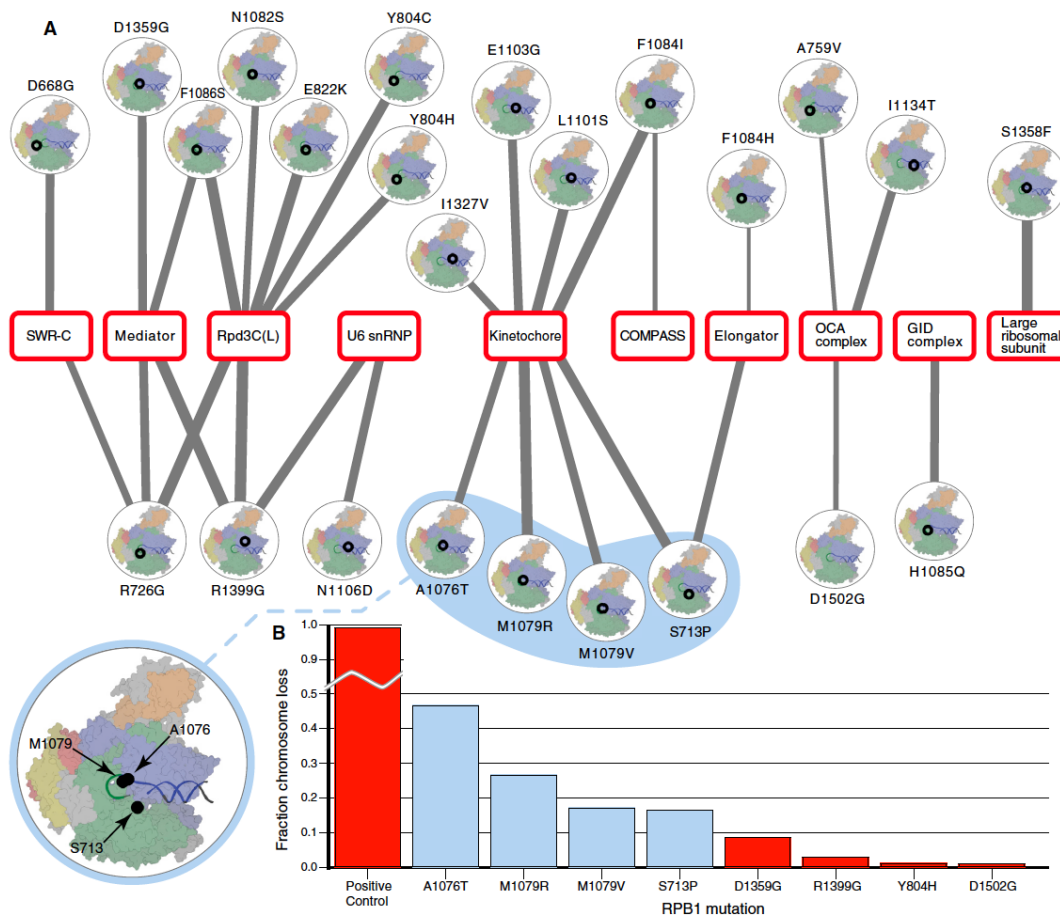 A
D1359G
N1082S
Y804C
E1103G
F1084I
A759V
D668G
F1086S
E822K
Y804H
L1101S
F1084H
I1134T
S1358F
I1327V
SWR-C
Mediator
Rpd3C(L)
U6 snRNP
Kinetochore
COMPASS
Elongator
OCA
complex
GID
complex
Large
ribosomal
subunit
R726G
R1399G
N1106D
A1076T
M1079R
M1079V
S713P
D1502G
H1085Q
M1079
A1076
S713
B
Fraction chromosome loss
1.0
0.9
0.5
0.4
0.3
0.2
0.1
0.0
Positive
Control
A1076T
M1079R
M1079V
S713P
D1359G
R1399G
Y804H
D1502G
RPB1 mutation